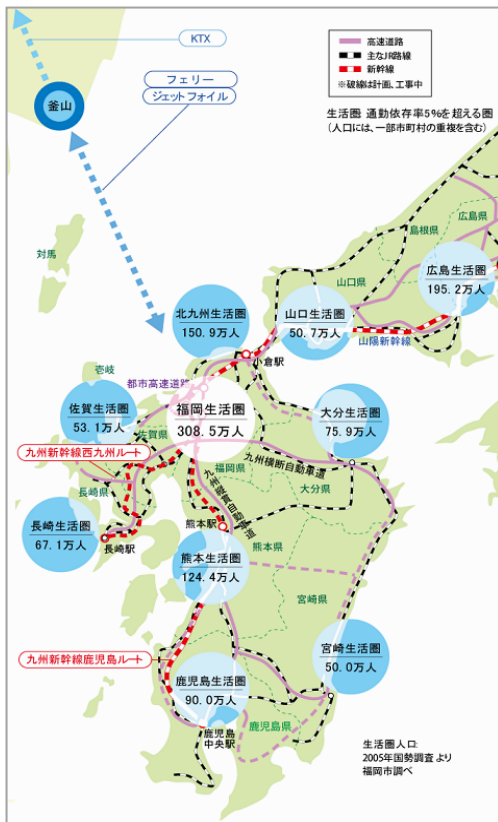 KTX
釜山
フェリー
ジェットフォイル
高速道路
主なJR路線
新幹線
※破線は計画、工事中
生活圏 通勤依存率5%を超える圏
(人口には、一部市町村の重複を含む)
対馬
島根県
広島県
山口県
広島生活圏
195.2万人
北九州生活圏
150.9万人
山口生活圏
50.7万人
山陽新幹線
小倉駅
壱岐
都市高速道路
佐賀生活圏
53.1万人
佐賀県
福岡生活圏
308.5万人
大分生活圏
75.9万人
九州新幹線西九州ルート
福岡県
九州横断自動車道
大分県
長崎県
九州縦貫自動車道
長崎生活圏
67.1万人
長崎駅
熊本駅
熊本県
熊本生活圏
124.4万人
宮崎県
九州新幹線鹿児島ルート
宮崎生活圏
50.0万人
鹿児島生活圏
90.0万人
鹿児島県
鹿児島
中央駅
生活圏人口:
2005年国勢調査より
福岡市調べ